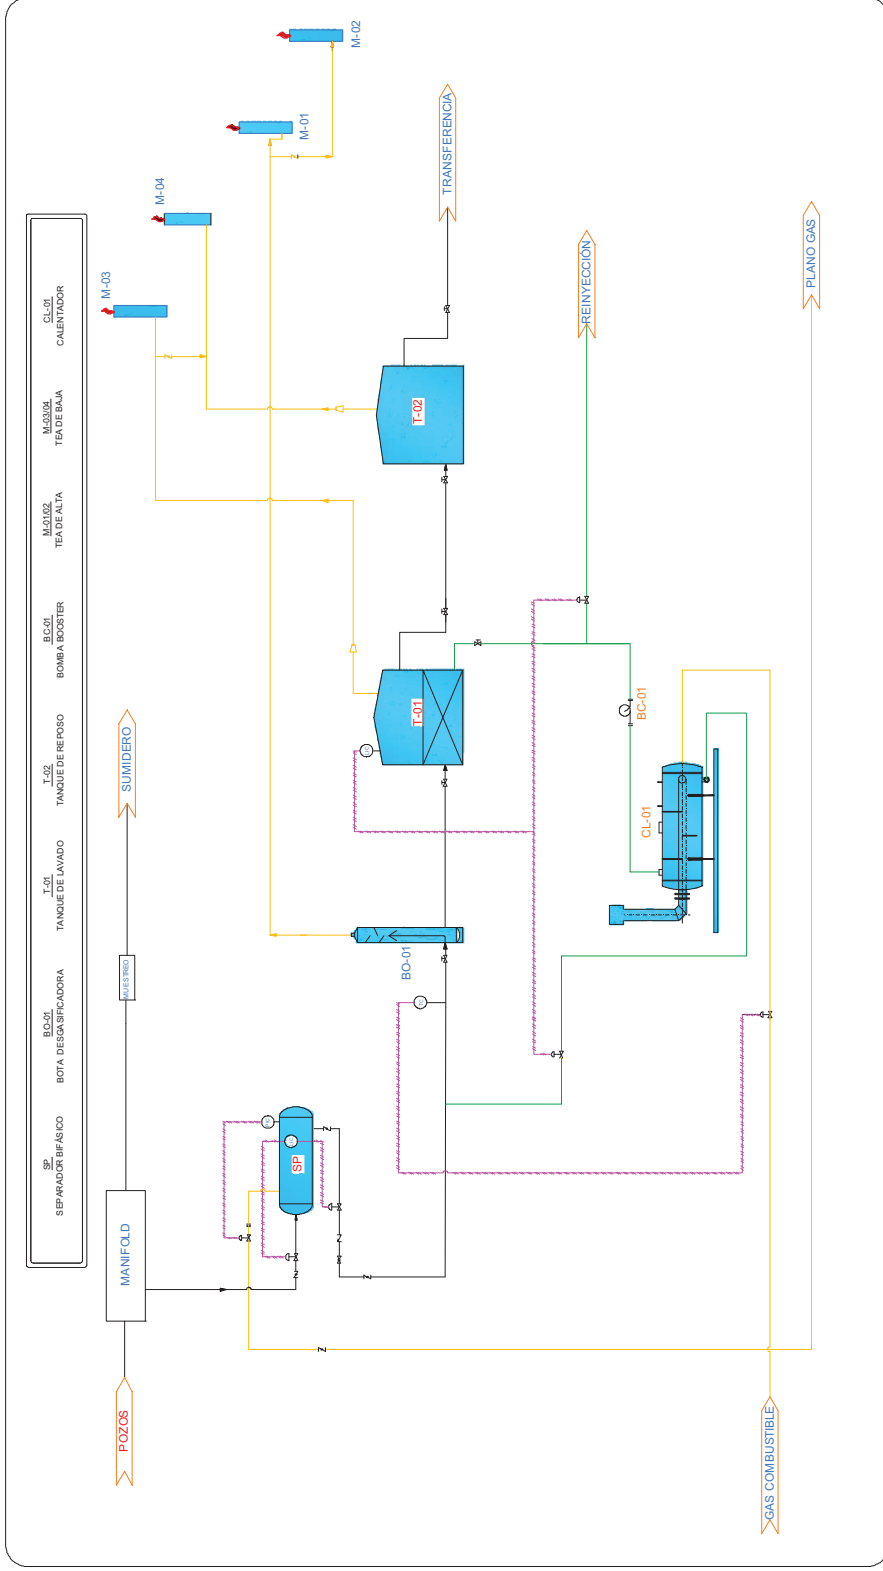 SP
SEPARADOR BIFÁSICO
BO-01
BOTA DESGASIFICADORA
T-01
TANQUE DE LAVADO
T-02
TANQUE DE REPOSO
BC-01
BOMBA BOOSTER
M-01/02
TEA DE ALTA
M-03/04
TEA DE BAJA
CL-01
CALENTADOR
POZOS
MANIFOLD
MUESTREO
SUMIDERO
M-03
M-04
M-01
M-02
SP
LIC
BO-01
LIC
T-01
T-02
TRANSFERENCIA
REINYECCIÓN
BC-01
CL-01
GAS COMBUSTIBLE
PLANO GAS